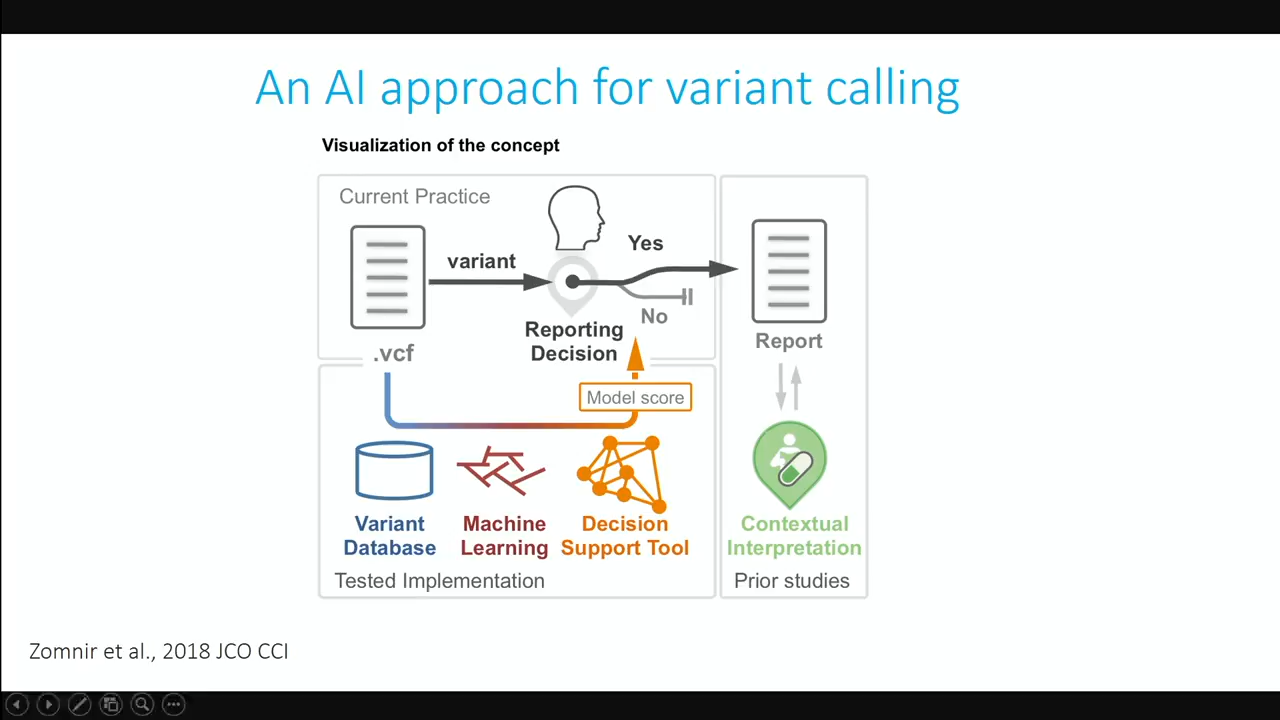 An AI approach for variant calling
Visualization of the concept
Current Practice
variant
Yes
No
.vcf
Reporting
Decision
Report
Model score
Variant
Database
Machine
Learning
Decision
Support Tool
Contextual
Interpretation
Tested Implementation
Prior studies
Zomnir et al., 2018 JCO CCI